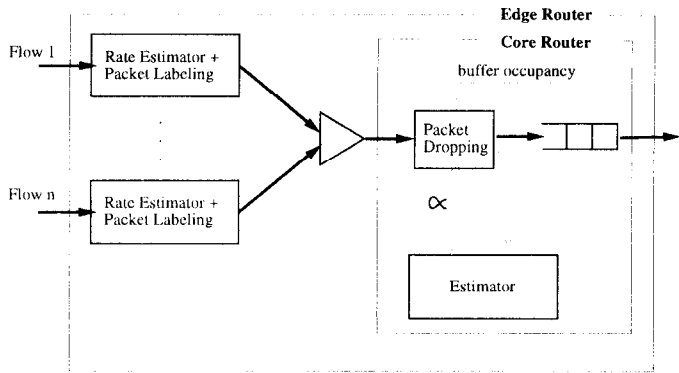 Edge Router
Core Router
buffer occupancy
Flow 1
Rate Estimator +
Packet Labeling
Packet
Dropping
Flow n
Rate Estimator +
Packet Labeling
∝
Estimator